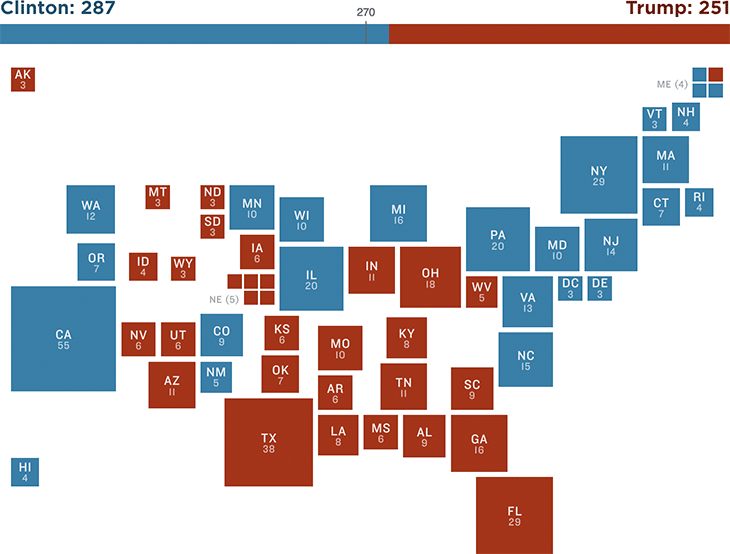 Clinton: 287
270
Trump: 251
AK
3
ME (4)
VT
3
NH
4
NY
29
MA
11
WA
12
MT
3
ND
3
MN
10
WI
10
MI
16
CT
7
RI
4
SD
3
PA
20
MD
10
NJ
14
OR
7
ID
4
WY
3
IA
6
IL
20
IN
11
OH
18
WV
5
VA
13
DC
3
DE
3
NE (5)
CA
55
NV
6
UT
6
CO
9
KS
6
MO
10
KY
8
NC
15
AZ
11
NM
5
OK
7
AR
6
TN
11
SC
9
TX
38
LA
8
MS
6
AL
9
GA
16
HI
4
FL
29